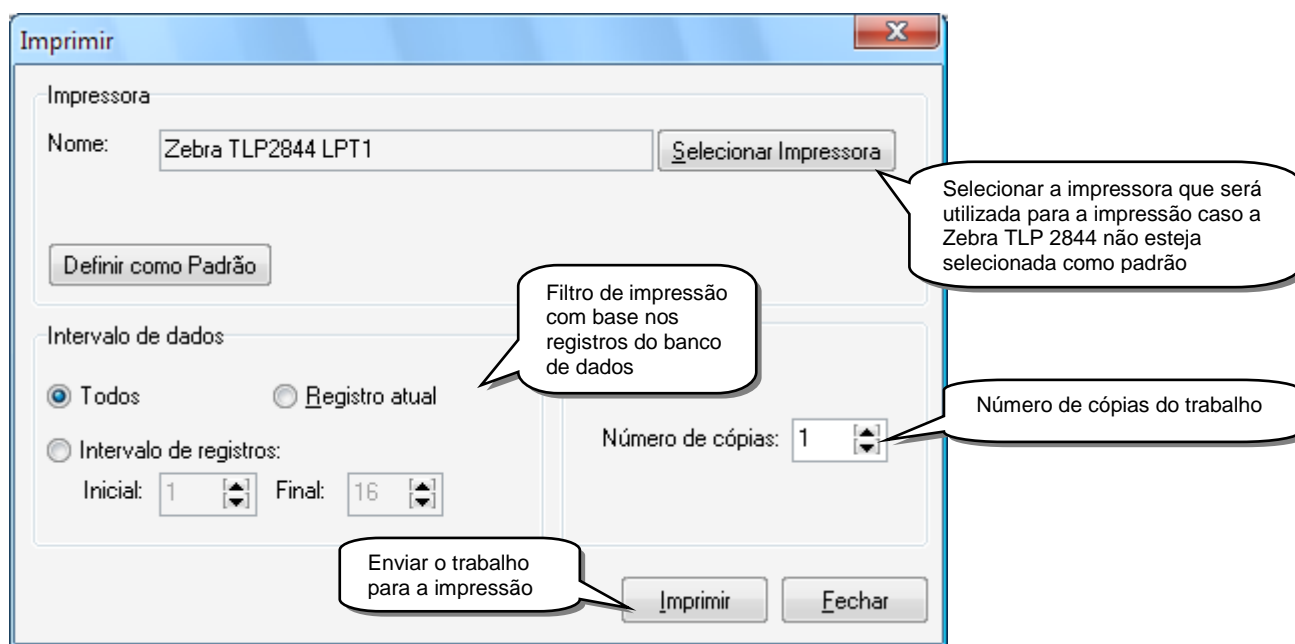 Imprimir
Impressora
Nome:
Zebra TLP2844 LPT1
Selecionar Impressora
Selecionar a impressora que será
utilizada para a impressão caso a
Zebra TLP 2844 não esteja
selecionada como padrão
Definir como Padrão
Filtro de impressão
com base nos
registros do banco
de dados
Intervalo de dados
Todos
Registro atual
Número de cópias do trabalho
Número de cópias:
1
Intervalo de registros:
Inicial:
1
Final:
16
Enviar o trabalho
para a impressão
Imprimir
Fechar